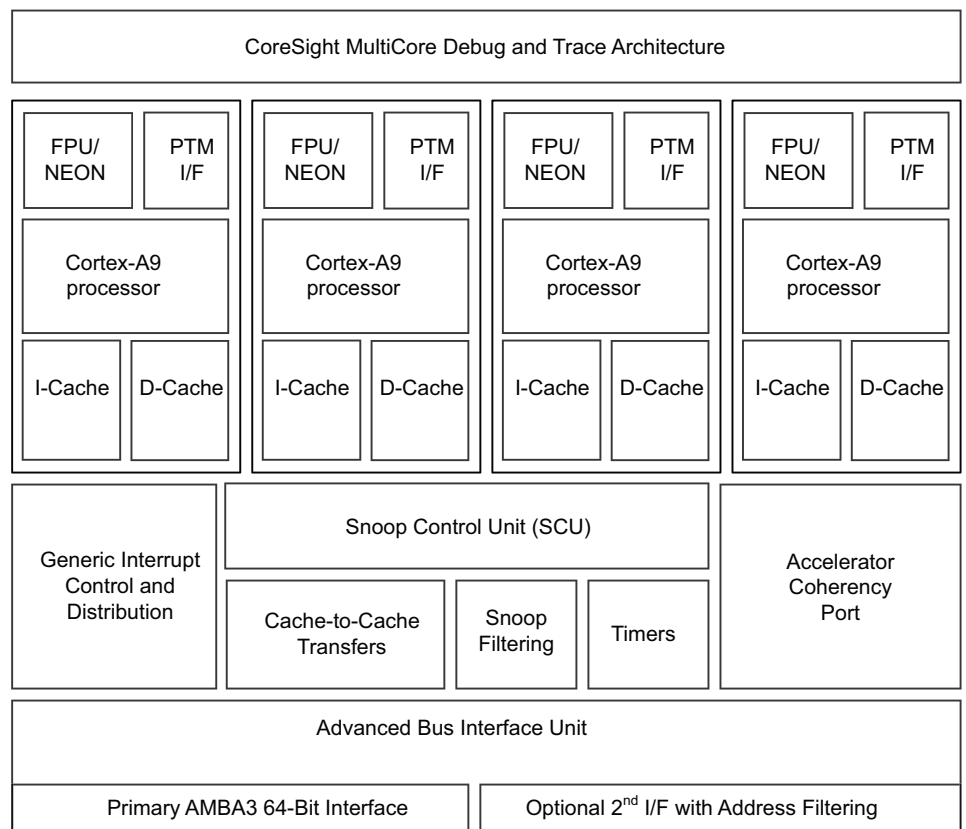 CoreSight MultiCore Debug and Trace Architecture
FPU/
NEON
PTM
I/F
Cortex-A9
processor
I-Cache
D-Cache
FPU/
NEON
PTM
I/F
Cortex-A9
processor
I-Cache
D-Cache
FPU/
NEON
PTM
I/F
Cortex-A9
processor
I-Cache
D-Cache
FPU/
NEON
PTM
I/F
Cortex-A9
processor
I-Cache
D-Cache
Generic Interrupt
Control and
Distribution
Snoop Control Unit (SCU)
Cache-to-Cache
Transfers
Snoop
Filtering
Timers
Accelerator
Coherency
Port
Advanced Bus Interface Unit
Primary AMBA3 64-Bit Interface
Optional 2nd I/F with Address Filtering